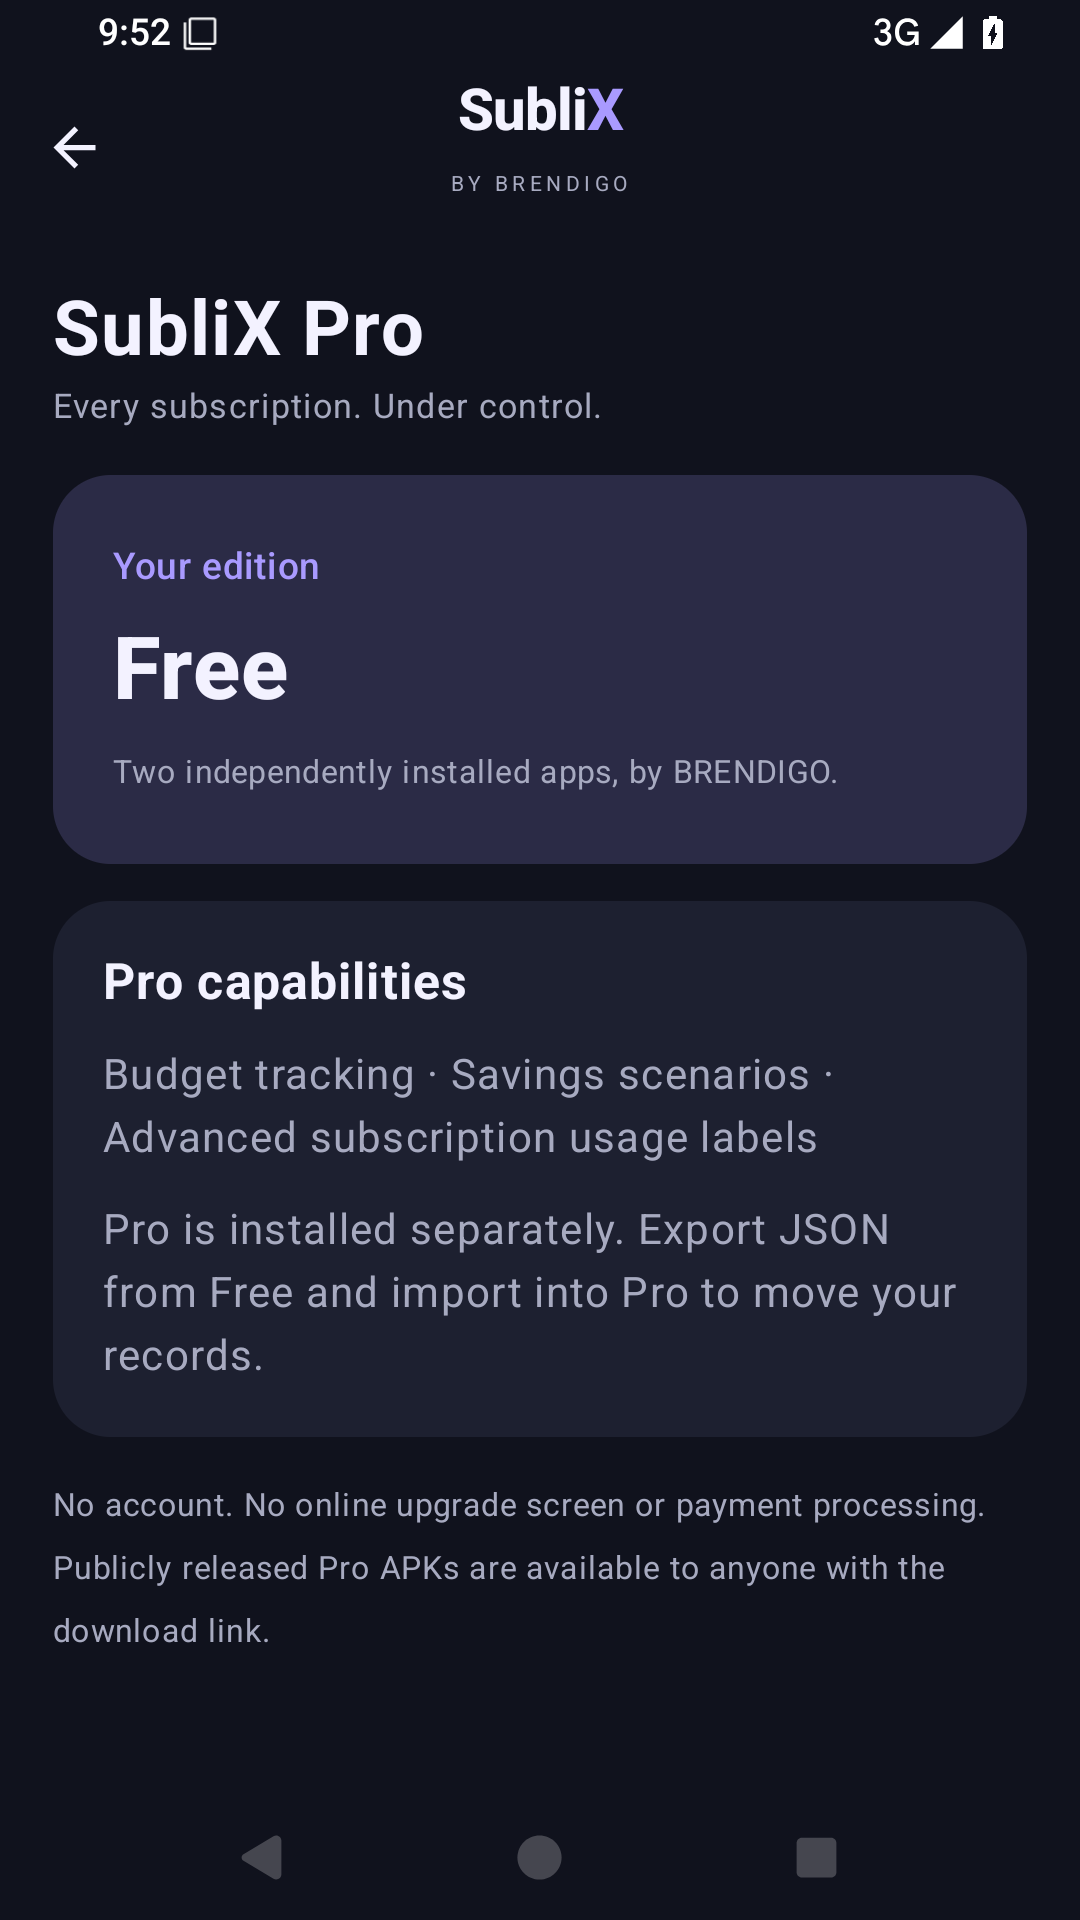 9:52
3G
SubliX
BY BRENDIGO
SubliX Pro
Every subscription. Under control.
Your edition
Free
Two independently installed apps, by BRENDIGO.
Pro capabilities
Budget tracking · Savings scenarios ·
Advanced subscription usage labels
Pro is installed separately. Export JSON
from Free and import into Pro to move your
records.
No account. No online upgrade screen or payment processing.
Publicly released Pro APKs are available to anyone with the
download link.